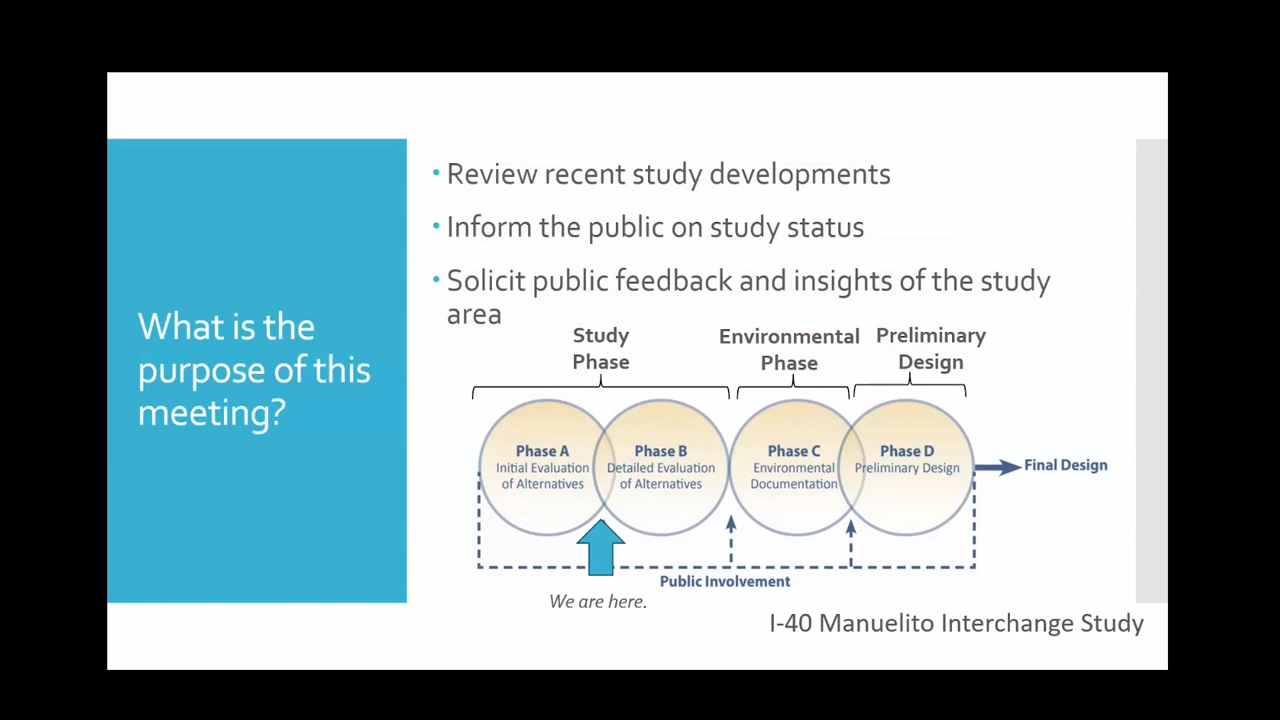 What is the
purpose of this
meeting?
• Review recent study developments
• Inform the public on study status
• Solicit public feedback and insights of the study
area
Study
Phase
Environmental
Phase
Preliminary
Design
Phase A
Initial Evaluation
of Alternatives
Phase B
Detailed Evaluation
of Alternatives
Phase C
Environmental
Documentation
Phase D
Preliminary Design
Final Design
Public Involvement
We are here.
I-40 Manuelito Interchange Study